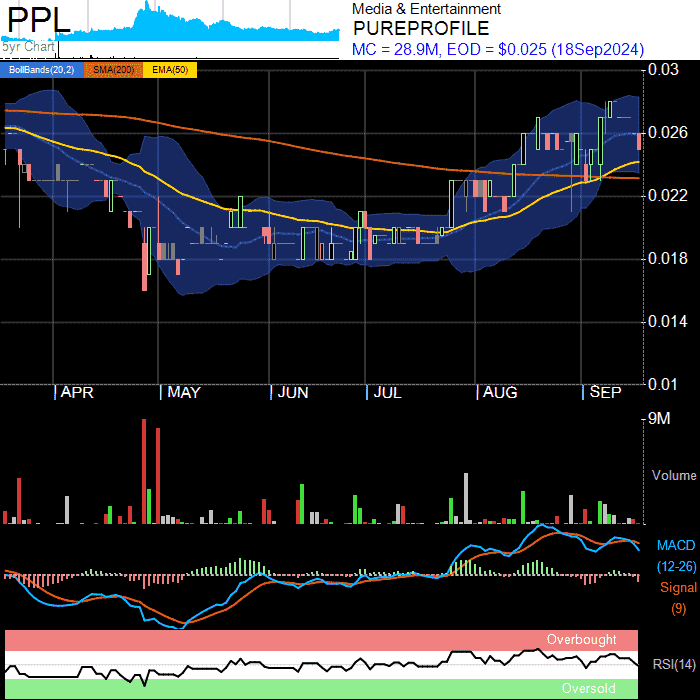 PPL
5yr Chart
Media & Entertainment
PUREPROFILE
MC = 28.9M, EOD = $0.025 (18Sep2024)
BollBands(20,2) SMA(200) EMA(50)
0.03
0.026
0.022
0.018
0.014
0.01
APR MAY JUN JUL AUG SEP
9M
Volume
MACD
(12-26)
Signal
(9)
Overbought
RSI(14)
Oversold